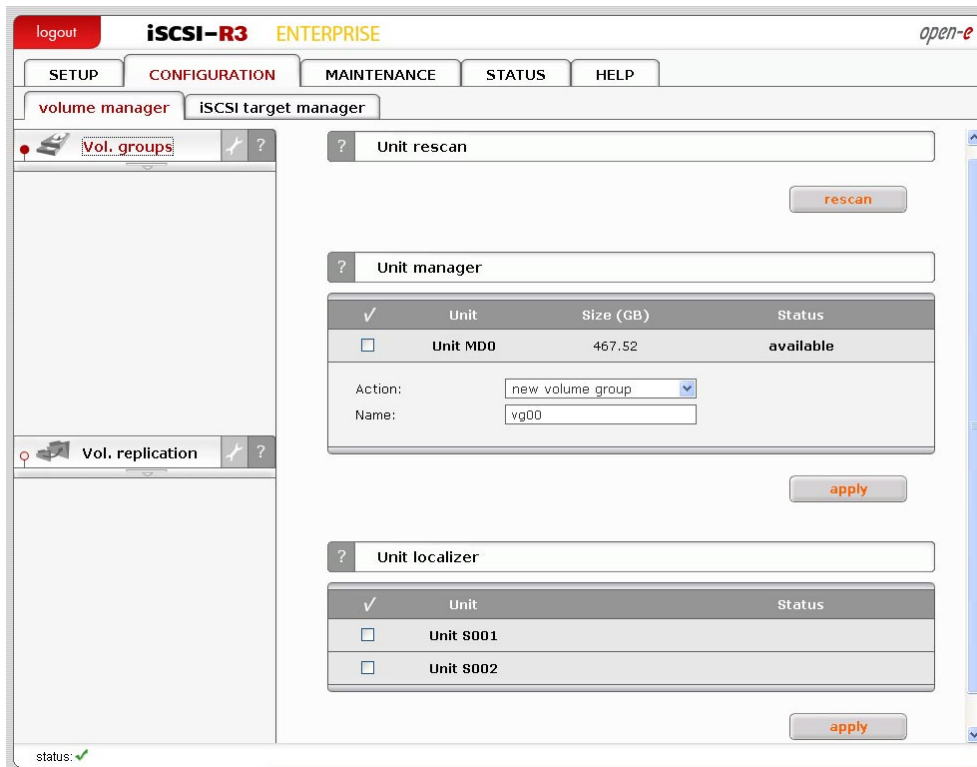 logout iSCSI-R3 ENTERPRISE open-e
SETUP CONFIGURATION MAINTENANCE STATUS HELP
volume manager iSCSI target manager
Vol. groups ?
? Unit rescan
rescan
? Unit manager
Unit Size (GB) Status
Unit MD0 467.52 available
Action: new volume group
Name: vg00
Vol. replication ?
apply
? Unit localizer
Unit Status
Unit S001
Unit S002
apply
status: